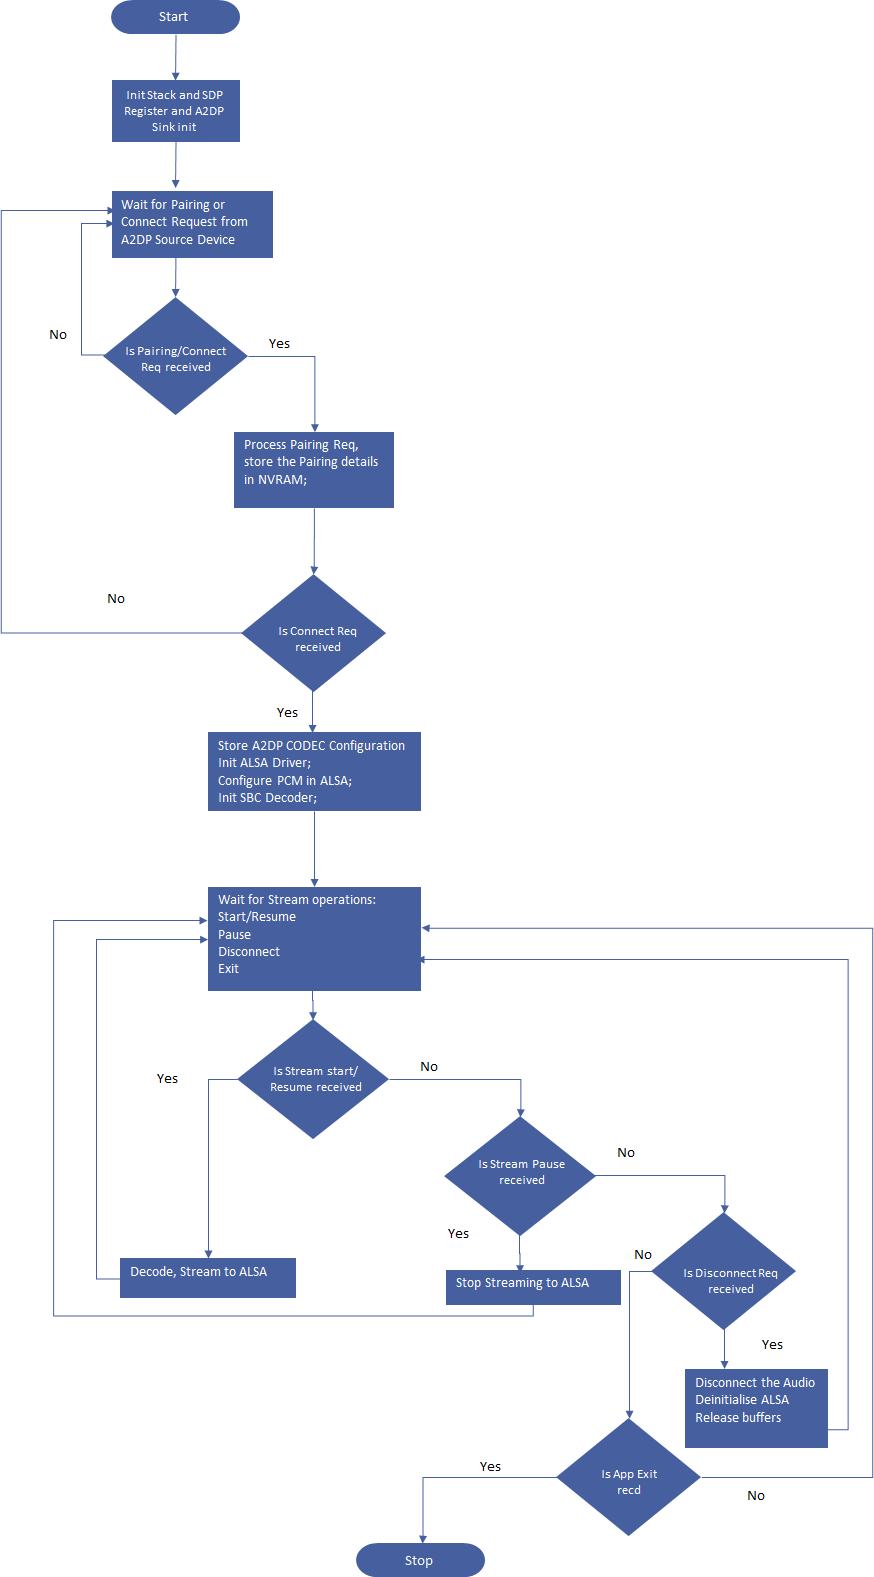 Start
Init Stack and SDP
Register and A2DP
Sink init
Wait for Pairing or
Connect Request from
A2DP Source Device
No
Is Pairing/Connect
Req received
Yes
Process Pairing Req,
store the Pairing details
in NVRAM;
No
Is Connect Req
received
Yes
Store A2DP CODEC Configuration
Init ALSA Driver;
Configure PCM in ALSA;
Init SBC Decoder;
Wait for Stream operations:
Start/Resume
Pause
Disconnect
Exit
Yes
Is Stream start/
Resume received
No
Is Stream Pause
received
No
Yes
No
Is Disconnect Req
received
Decode, Stream to ALSA
Stop Streaming to ALSA
Yes
Disconnect the Audio
Deinitialise ALSA
Release buffers
Yes
Is App Exit
recd
No
Stop